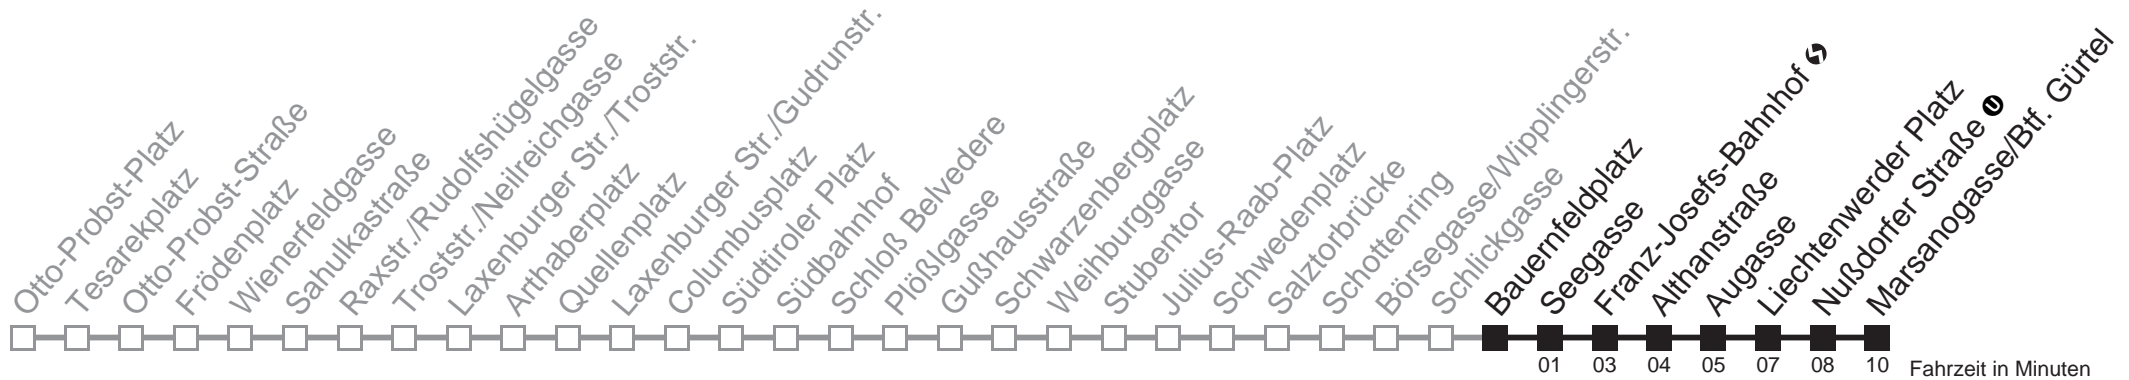 Otto-Probst-Platz
Tesarekplatz
Otto-Probst-Straße
Frödenplatz
Wienerfeldgasse
Sahulkastraße
Raxstr./Rudolfshügelgasse
Troststr./Neilreichgasse
Laxenburger Str./Troststr.
Arthaberplatz
Quellenplatz
Laxenburger Str./Gudrunstr.
Columbusplatz
Südtiroler Platz
Südbahnhof
Schloß Belvedere
Plößlgasse
Gußhausstraße
Schwarzenbergplatz
Weihburggasse
Stubentor
Julius-Raab-Platz
Schwedenplatz
Salztorbrücke
Schottenring
Börsegasse/Wipplingerstr.
Schlickgasse
Bauernfeldplatz
Seegasse
Franz-Josefs-Bahnhof
Althanstraße
Augasse
Liechtenwerder Platz
Nußdorfer Straße U
Marsanogasse/Btf. Gürtel
01 03 04 05 07 08 10 Fahrzeit in Minuten